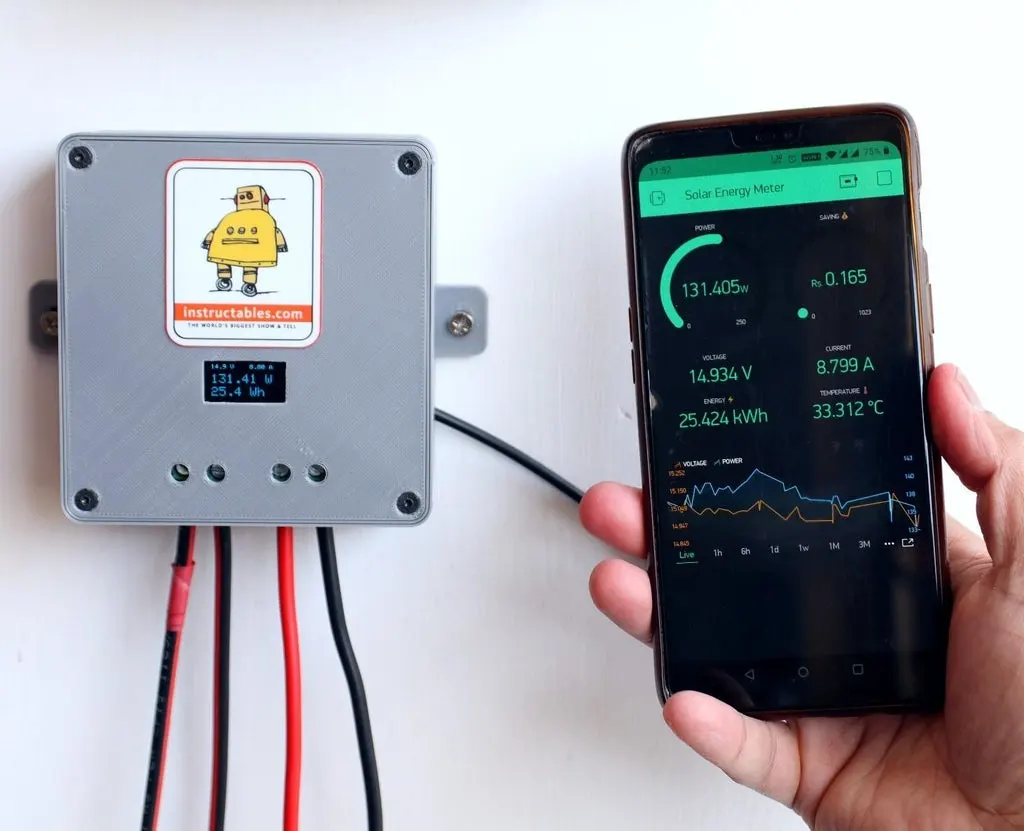 instructables.com
THE WORLD'S BIGGEST SHOW & TELL
14.9 V 8.80 A
131.41 W
25.4 Wh
11:52
75%
Solar Energy Meter
POWER
SAVING
131.405W
0
250
Rs 0.165
0
1023
VOLTAGE
14.934 V
CURRENT
8.799 A
ENERGY
25.424 kWh
TEMPERATURE
33.312 °C
VOLTAGE
POWER
15.252
15.150
15.049
14.947
14.845
143
140
138
135
133
Live
1h
6h
1d
1w
1M
3M